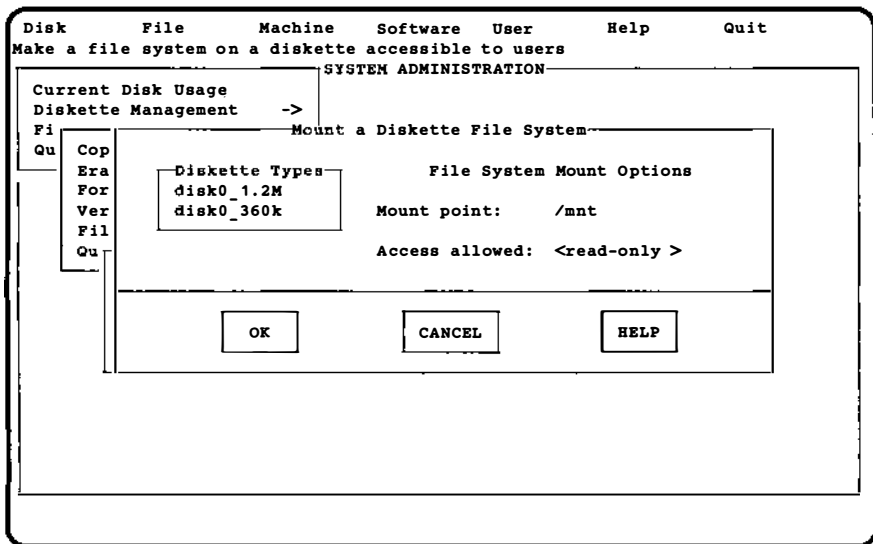 Disk File Machine Software User Help Quit
Make a file system on a diskette accessible to users
SYSTEM ADMINISTRATION
Current Disk Usage
Diskette Management ->
Fi
Mount a Diskette File System
Qu
Cop
Era
Diskette Types
File System Mount Options
For
disk0_1.2M
Ver
disk0_360k
Mount point: /mnt
Fil
Qu
Access allowed: <read-only >
OK CANCEL HELP